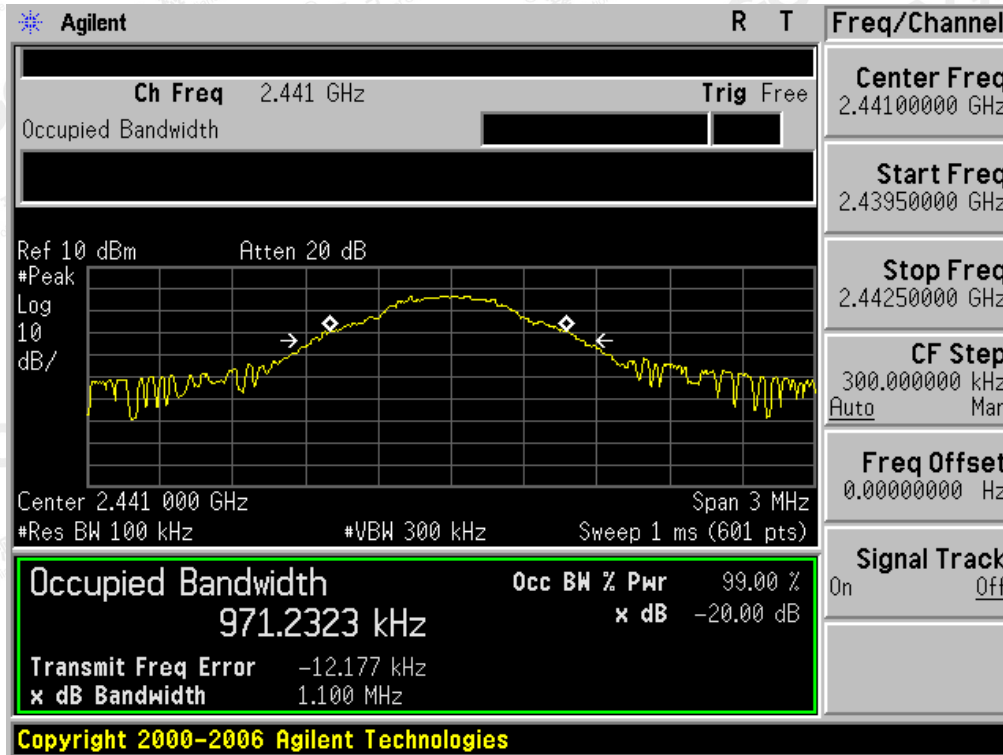 Agilent R T Freq/Channel
Ch Freq 2.441 GHz Trig Free
Occupied Bandwidth
Center Freq
2.44100000 GHz
Start Freq
2.43950000 GHz
Stop Freq
2.44250000 GHz
CF Step
300.000000 kHz
Auto Man
Freq Offset
0.00000000 Hz
Signal Track
On Off
Ref 10 dBm Atten 20 dB
#Peak
Log
10
dB/
Center 2.441 000 GHz Span 3 MHz
#Res BW 100 kHz #VBW 300 kHz Sweep 1 ms (601 pts)
Occupied Bandwidth Occ BW % Pwr 99.00 %
971.2323 kHz x dB -20.00 dB
Transmit Freq Error -12.177 kHz
x dB Bandwidth 1.100 MHz
Copyright 2000-2006 Agilent Technologies